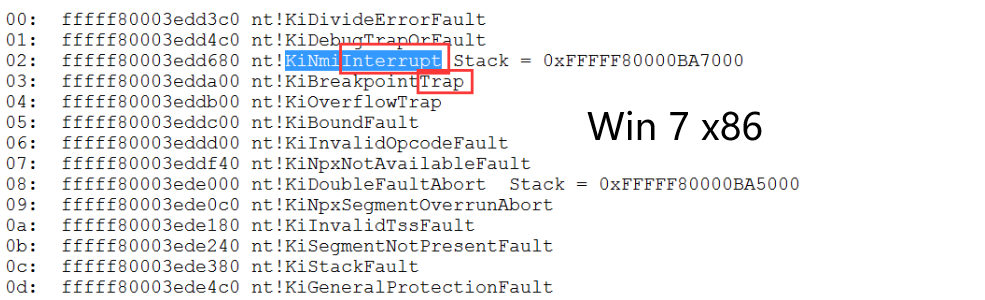 00: fffff80003edd3c0 nt!KiDivideErrorFault
01: fffff80003edd4c0 nt!KiDebugTrapOrFault
02: fffff80003edd680 nt!KiNmiInterrupt Stack = 0xFFFFF80000BA7000
03: fffff80003edda00 nt!KiBreakpointTrap
04: fffff80003eddb00 nt!KiOverflowTrap
05: fffff80003eddc00 nt!KiBoundFault
06: fffff80003eddd00 nt!KiInvalidOpcodeFault
07: fffff80003eddf40 nt!KiNpxNotAvailableFault
08: fffff80003ede000 nt!KiDoubleFaultAbort Stack = 0xFFFFF80000BA5000
09: fffff80003ede0c0 nt!KiNpxSegmentOverrunAbort
0a: fffff80003ede180 nt!KiInvalidTssFault
0b: fffff80003ede240 nt!KiSegmentNotPresentFault
0c: fffff80003ede380 nt!KiStackFault
0d: fffff80003ede4c0 nt!KiGeneralProtectionFault
Win 7 x86